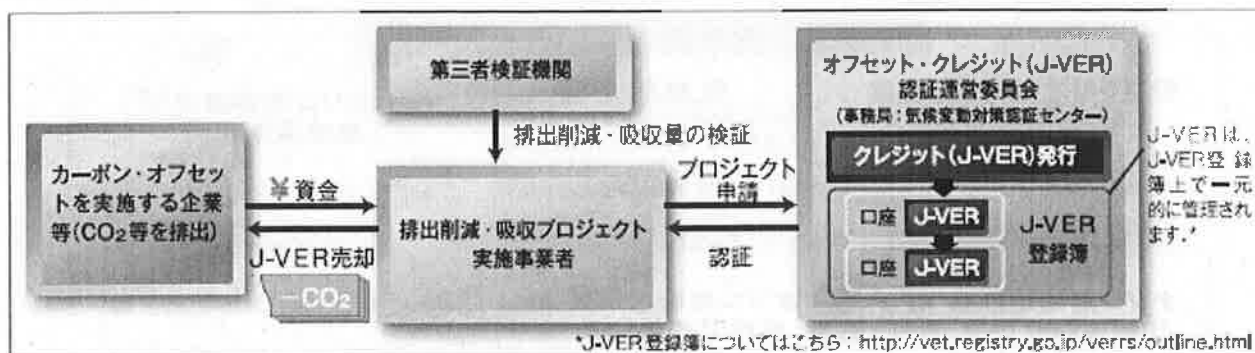 第三者検証機関
排出削減・吸収量の検証
カーボン・オフセッ
トを実施する企業
等(CO₂等を排出)
¥資金
J-VER売却
－CO₂
排出削減・吸収プロジェクト
実施事業者
プロジェクト
申請
認証
オフセット・クレジット(J-VER)
認証運営委員会
(事務局：気候変動対策認証センター)
クレジット(J-VER)発行
口座 J-VER
口座 J-VER
J-VER
登録簿
J-VERは、
J-VER登録
簿上で一元
的に管理され
ます。*
*J-VER登録簿についてはこちら：http://vet.registry.go.jp/verrs/outline.html